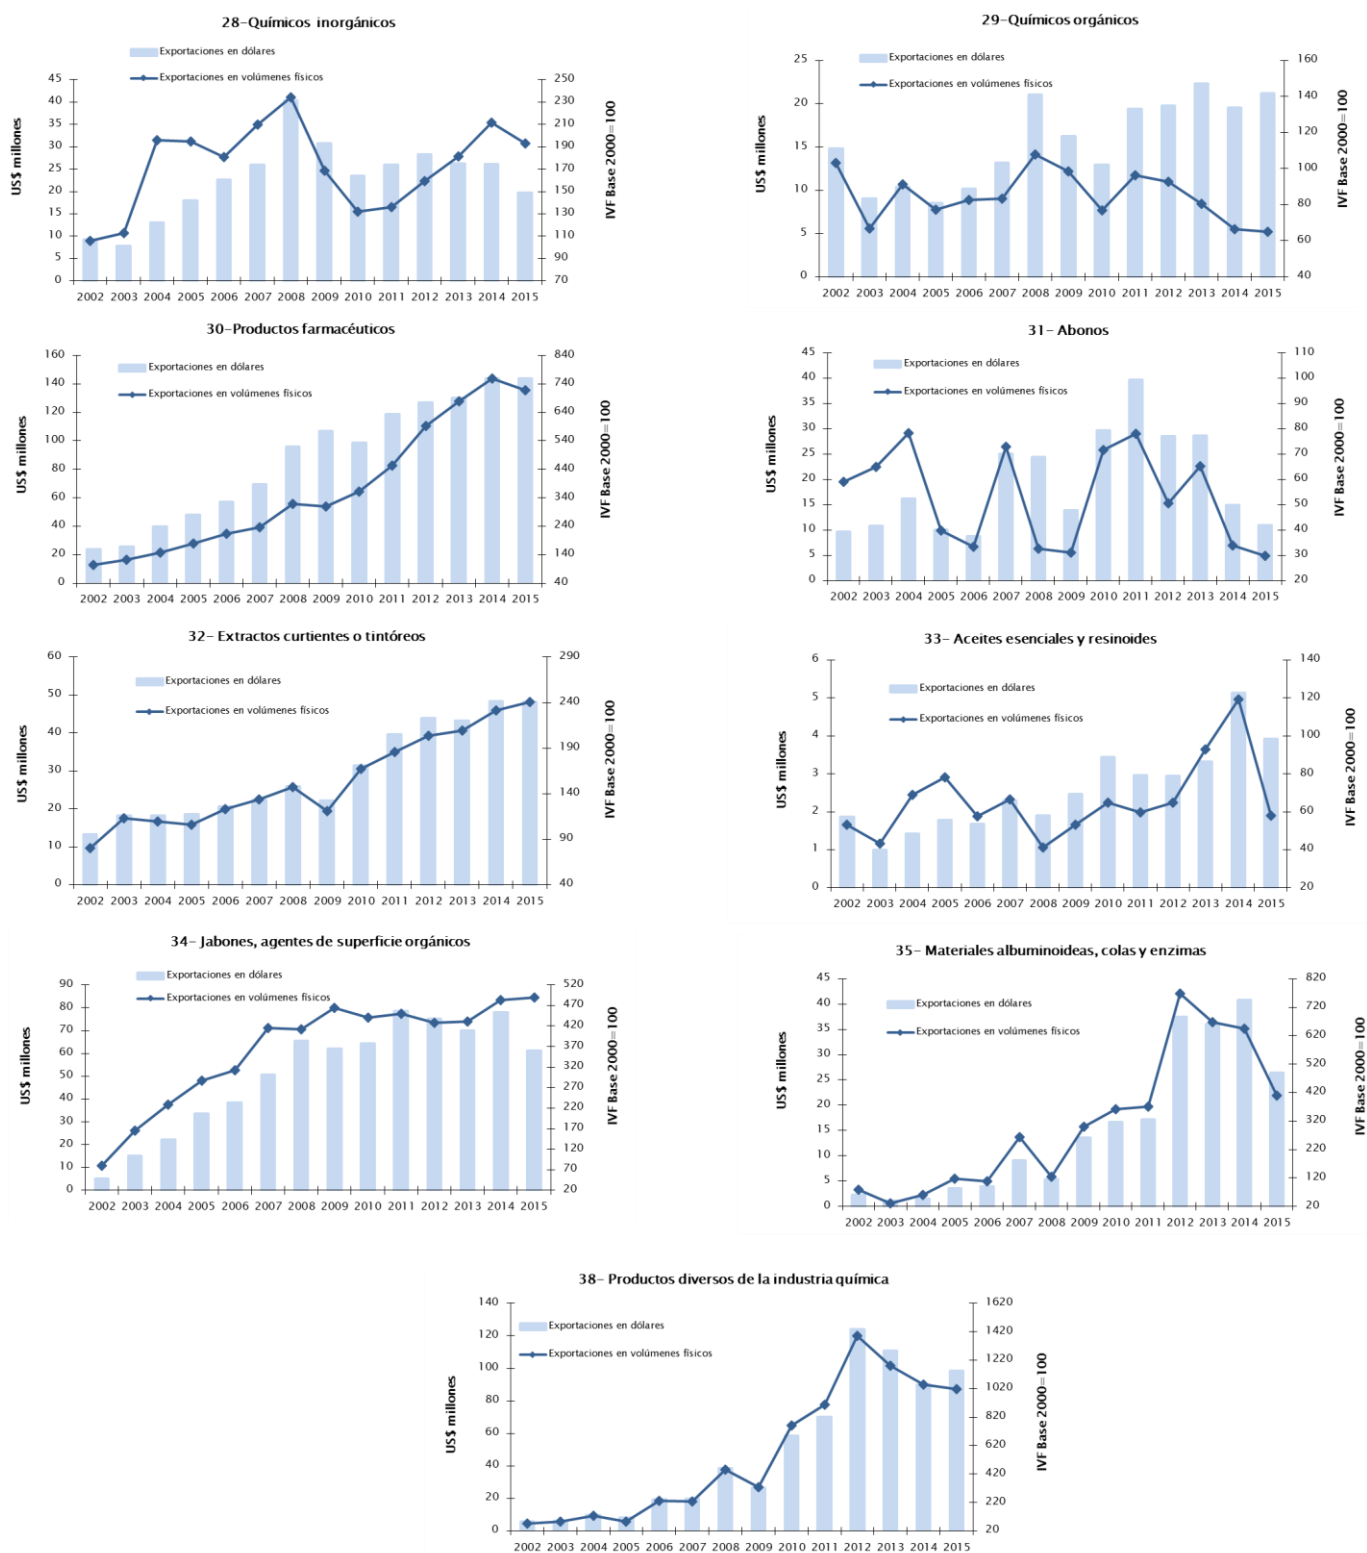 28-Químicos inorgánicos
Exportaciones en dólares
Exportaciones en volúmenes físicos
US$ millones
45
40
35
30
25
20
15
10
5
0
250
230
210
190
170
150
130
110
90
70
IVF Base 2000=100
2002 2003 2004 2005 2006 2007 2008 2009 2010 2011 2012 2013 2014 2015
29-Químicos orgánicos
Exportaciones en dólares
Exportaciones en volúmenes físicos
US$ millones
25
20
15
10
5
0
160
140
120
100
80
60
40
IVF Base 2000=100
2002 2003 2004 2005 2006 2007 2008 2009 2010 2011 2012 2013 2014 2015
30-Productos farmacéuticos
Exportaciones en dólares
Exportaciones en volúmenes físicos
US$ millones
160
140
120
100
80
60
40
20
0
840
740
640
540
440
340
240
140
40
IVF Base 2000=100
2002 2003 2004 2005 2006 2007 2008 2009 2010 2011 2012 2013 2014 2015
31- Abonos
Exportaciones en dólares
Exportaciones en volúmenes físicos
US$ millones
45
40
35
30
25
20
15
10
5
0
110
100
90
80
70
60
50
40
30
20
IVF Base 2000=100
2002 2003 2004 2005 2006 2007 2008 2009 2010 2011 2012 2013 2014 2015
32- Extractos curtientes o tintóreos
Exportaciones en dólares
Exportaciones en volúmenes físicos
US$ millones
60
50
40
30
20
10
0
290
240
190
140
90
40
IVF Base 2000=100
2002 2003 2004 2005 2006 2007 2008 2009 2010 2011 2012 2013 2014 2015
33- Aceites esenciales y resinoides
Exportaciones en dólares
Exportaciones en volúmenes físicos
US$ millones
6
5
4
3
2
1
0
140
120
100
80
60
40
20
IVF Base 2000=100
2002 2003 2004 2005 2006 2007 2008 2009 2010 2011 2012 2013 2014 2015
34- Jabones, agentes de superficie orgánicos
Exportaciones en dólares
Exportaciones en volúmenes físicos
US$ millones
90
80
70
60
50
40
30
20
10
0
520
470
420
370
320
270
220
170
120
70
20
IVF Base 2000=100
2002 2003 2004 2005 2006 2007 2008 2009 2010 2011 2012 2013 2014 2015
35- Materiales albuminoideas, colas y enzimas
Exportaciones en dólares
Exportaciones en volúmenes físicos
US$ millones
45
40
35
30
25
20
15
10
5
0
820
720
620
520
420
320
220
120
20
IVF Base 2000=100
2002 2003 2004 2005 2006 2007 2008 2009 2010 2011 2012 2013 2014 2015
38- Productos diversos de la industria química
Exportaciones en dólares
Exportaciones en volúmenes físicos
US$ millones
140
120
100
80
60
40
20
0
1620
1420
1220
1020
820
620
420
220
20
IVF Base 2000=100
2002 2003 2004 2005 2006 2007 2008 2009 2010 2011 2012 2013 2014 2015